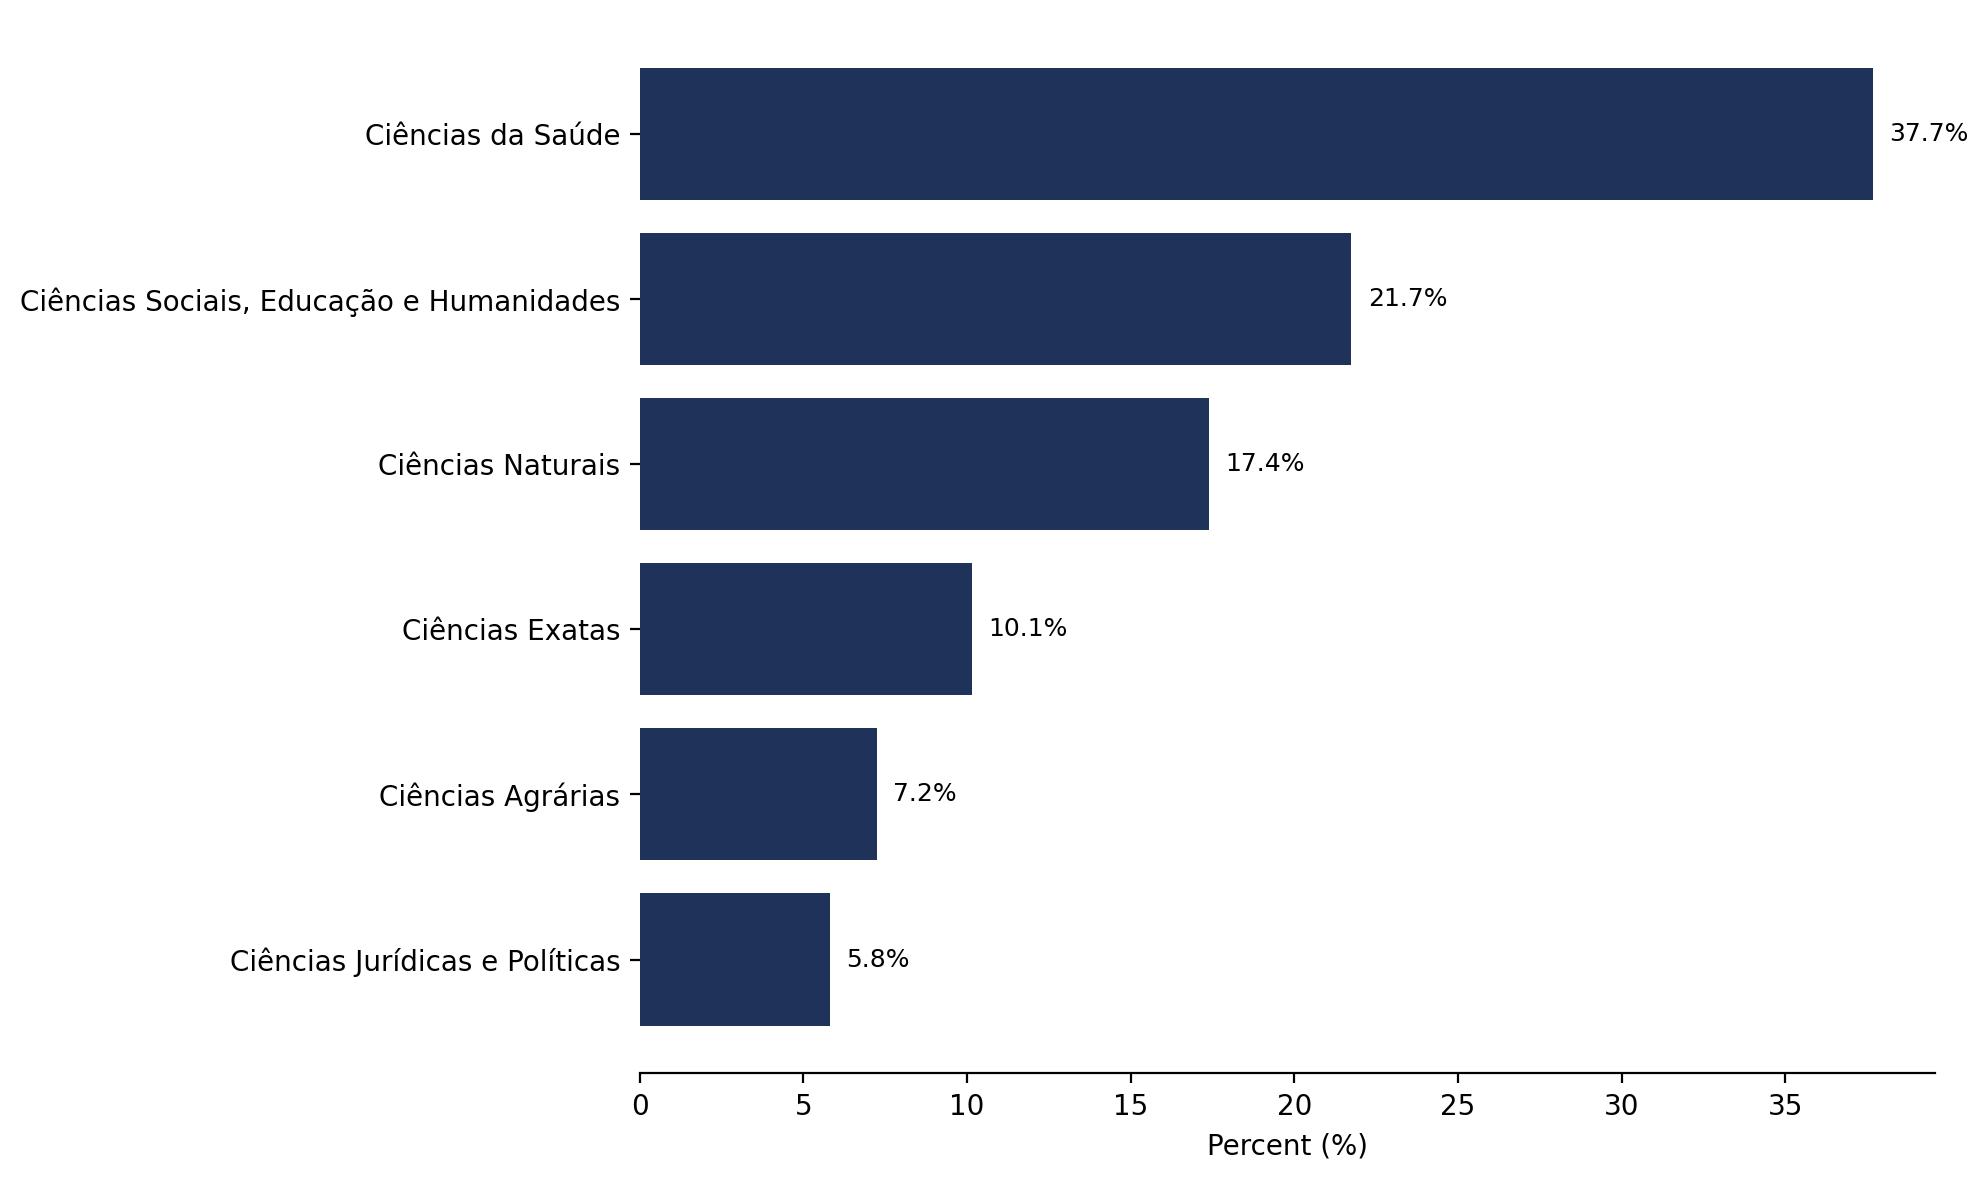 Ciências da Saúde
37.7%
Ciências Sociais, Educação e Humanidades
21.7%
Ciências Naturais
17.4%
Ciências Exatas
10.1%
Ciências Agrárias
7.2%
Ciências Jurídicas e Políticas
5.8%
0 5 10 15 20 25 30 35
Percent (%)